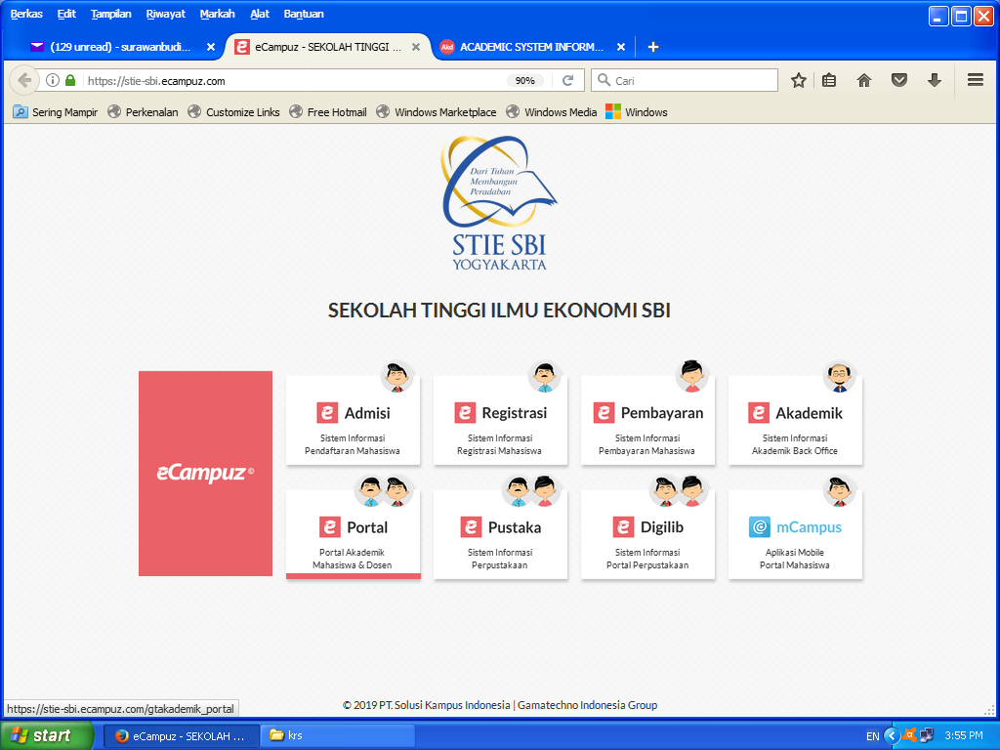 Berkas Edit Tampilan Riwayat Markah Alat Bantuan
(129 unread) - surawanbudi... eCampuz - SEKOLAH TINGGI ... Akd ACADEMIC SYSTEM INFORM...
https://stie-sbi.ecampuz.com 90% Cari
Sering Mampir Perkenalan Customize Links Free Hotmail Windows Marketplace Windows Media Windows
Dari Tuhan
Membangun
Peradaban
STIE SBI
YOGYAKARTA
SEKOLAH TINGGI ILMU EKONOMI SBI
eCampuz©
Admisi
Sistem Informasi
Pendaftaran Mahasiswa
Registrasi
Sistem Informasi
Registrasi Mahasiswa
Pembayaran
Sistem Informasi
Pembayaran Mahasiswa
Akademik
Sistem Informasi
Akademik Back Office
Portal
Portal Akademik
Mahasiswa & Dosen
Pustaka
Sistem Informasi
Perpustakaan
Digilib
Sistem Informasi
Portal Perpustakaan
mCampus
Aplikasi Mobile
Portal Mahasiswa
© 2019 PT. Solusi Kampus Indonesia | Gamatechno Indonesia Group
https://stie-sbi.ecampuz.com/gtakademik_portal
start eCampuz - SEKOLAH ... krs EN 3:55 PM